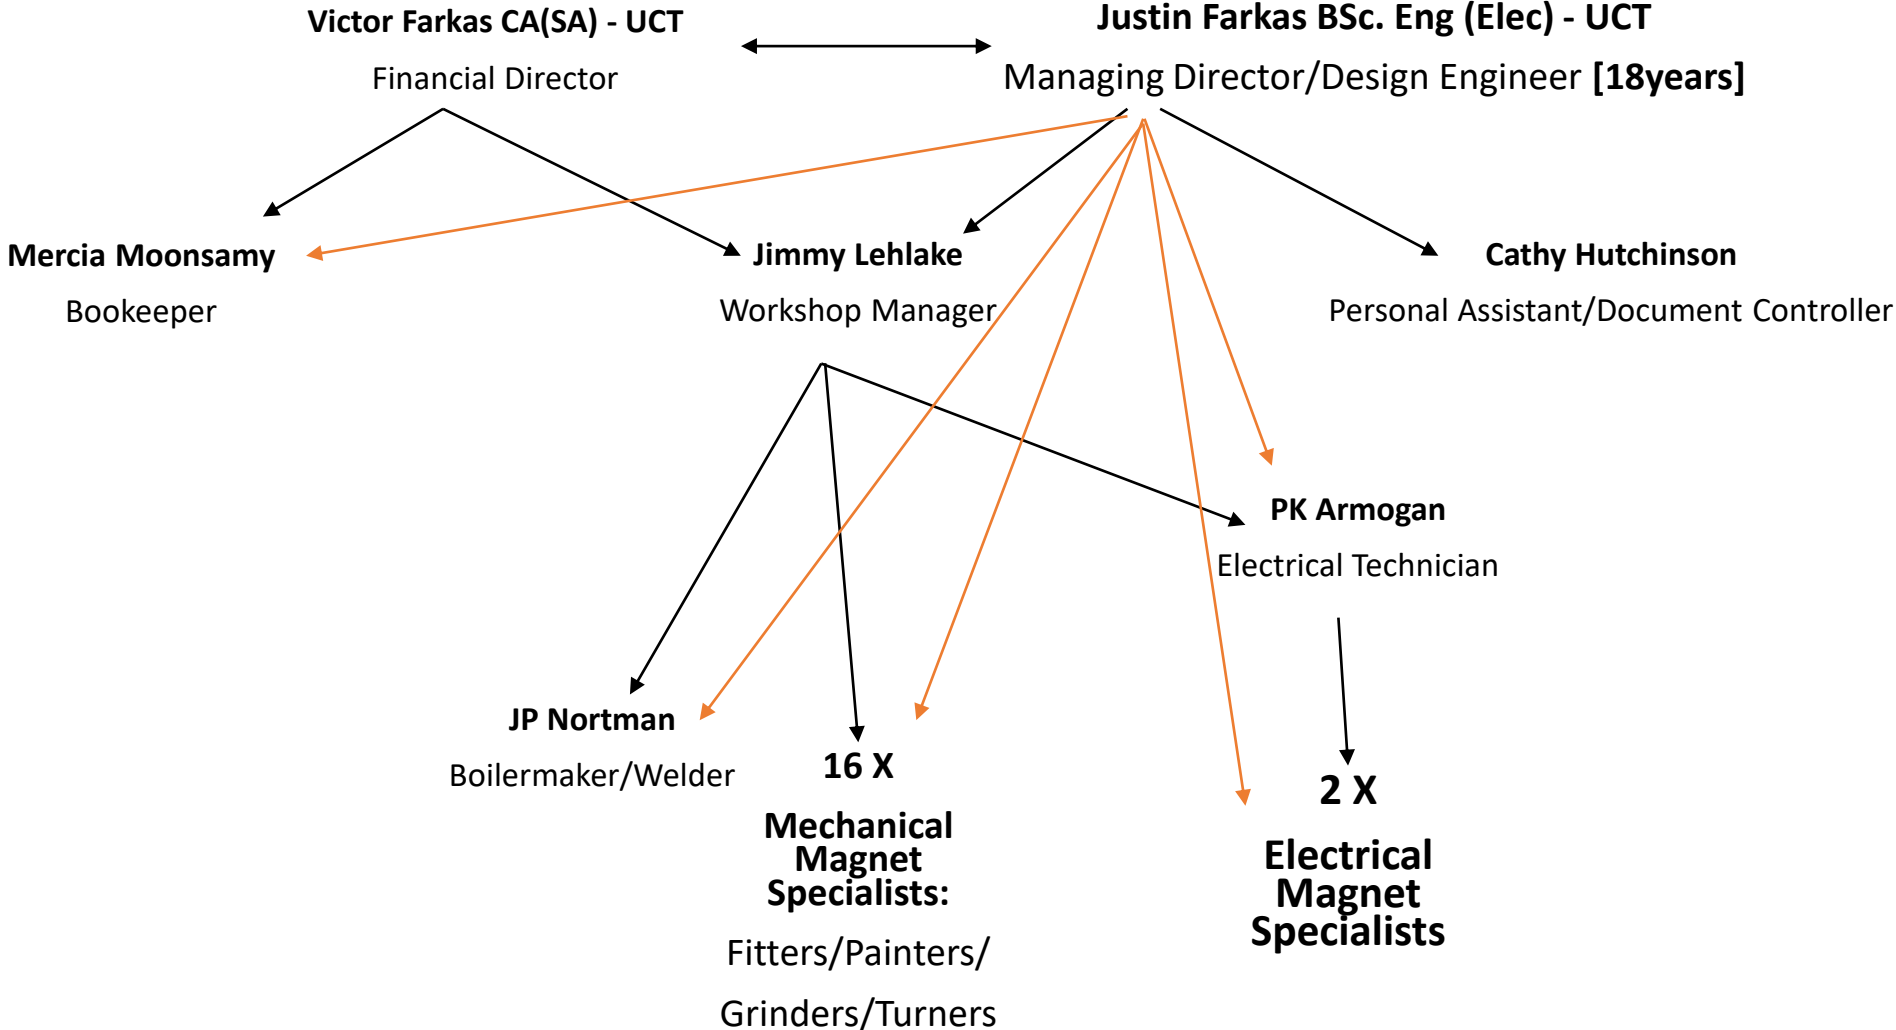 Victor Farkas CA(SA) - UCT
Financial Director
Justin Farkas BSc. Eng (Elec) - UCT
Managing Director/Design Engineer [18years]
Mercia Moonsamy
Bookeeper
Jimmy Lehlake
Workshop Manager
Cathy Hutchinson
Personal Assistant/Document Controller
PK Armogan
Electrical Technician
JP Nortman
Boilermaker/Welder
16 X
Mechanical
Magnet
Specialists:
Fitters/Painters/
Grinders/Turners
2 X
Electrical
Magnet
Specialists